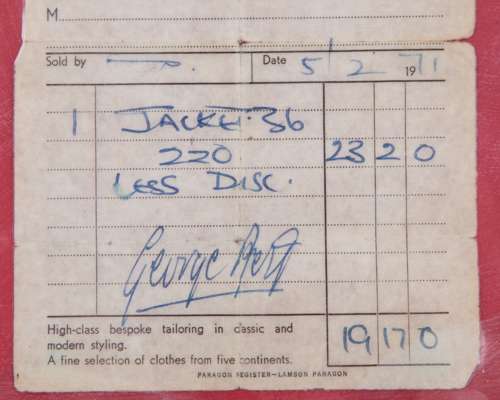 M
Sold by Date 5/2 1971
1 JACKET 36
220 23 2 0
LESS DISC.
George Best
High-class bespoke tailoring in classic and
modern styling.
A fine selection of clothes from five continents.
19 17 0
PARAGON REGISTER—LAMSON PARAGON